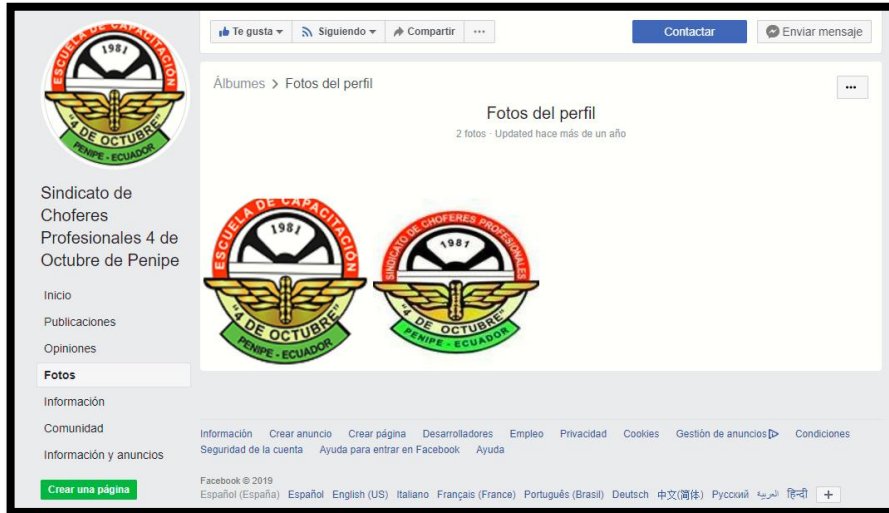 ESCUELA DE CAPACITACIÓN
1981
"4 DE OCTUBRE"
PENIPE - ECUADOR
Sindicato de
Choferes
Profesionales 4 de
Octubre de Penipe
Inicio
Publicaciones
Opiniones
Fotos
Información
Comunidad
Información y anuncios
Crear una página
Te gusta
Siguiendo
Compartir
Contactar
Enviar mensaje
Álbumes > Fotos del perfil
Fotos del perfil
2 fotos · Updated hace más de un año
ESCUELA DE CAPACITACIÓN
1981
"4 DE OCTUBRE"
PENIPE - ECUADOR
SINDICATO DE CHOFERES PROFESIONALES
1981
"4 DE OCTUBRE"
PENIPE - ECUADOR
Información Crear anuncio Crear página Desarrolladores Empleo Privacidad Cookies Gestión de anuncios Condiciones
Seguridad de la cuenta Ayuda para entrar en Facebook Ayuda
Facebook © 2019
Español (España) Español English (US) Italiano Français (France) Português (Brasil) Deutsch 中文(简体) Русский العربية हिन्दी +